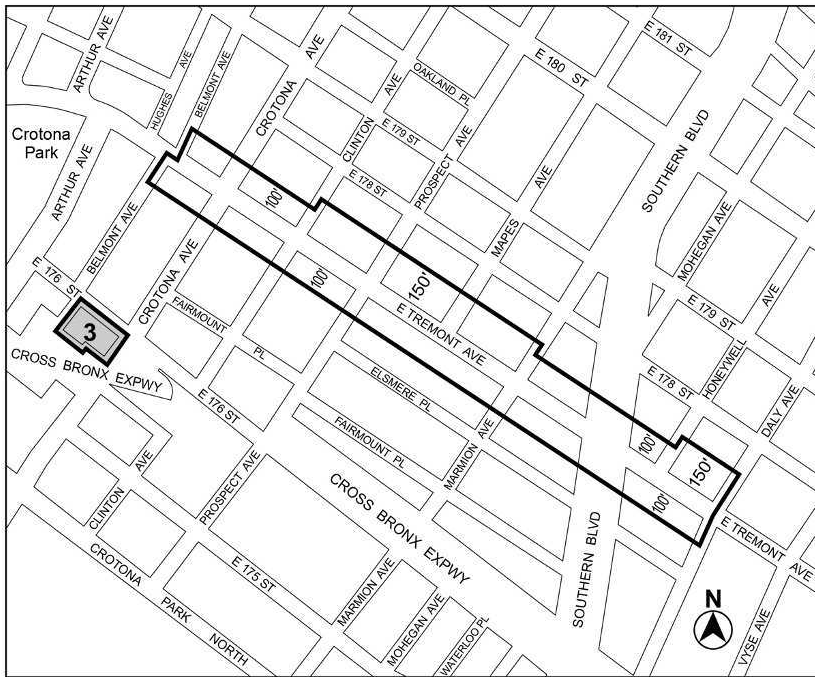 E 181 ST
ARTHUR AVE
AVE
HUGHES
BELMONT AVE
CROTONA
AVE
AVE
OAKLAND PL
E 180 ST
CLINTON
E 179 ST
PROSPECT AVE
SOUTHERN BLVD
Crotona
Park
E 178 ST
ARTHUR AVE
100'
AVE
MAPES
BELMONT AVE
CROTONA AVE
100'
150'
MOHEGAN AVE
E 176 ST
FAIRMOUNT
PL
E TREMONT AVE
E 179 ST
AVE
3
CROSS BRONX EXPWY
ELSMERE PL
E 178 ST
HONEYWELL
E 176 ST
FAIRMOUNT PL
MARMION AVE
DALY AVE
100'
150'
CLINTON
AVE
PROSPECT AVE
CROSS BRONX EXPWY
100'
E TREMONT AVE
CROTONA
PARK
NORTH
E 175 ST
MARMION AVE
MOHEGAN AVE
WATERLOO PL
SOUTHERN BLVD
N
VYSE AVE